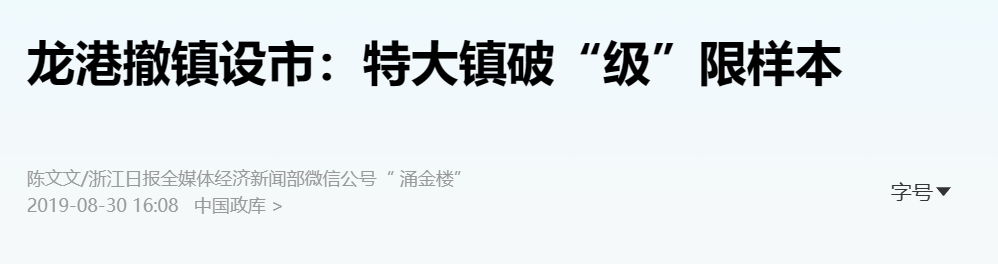 龙港撤镇设市：特大镇破“级”限样本
陈文文/浙江日报全媒体经济新闻部微信公号“ 涌金楼”
2019-08-30 16:08 中国政库 >
字号